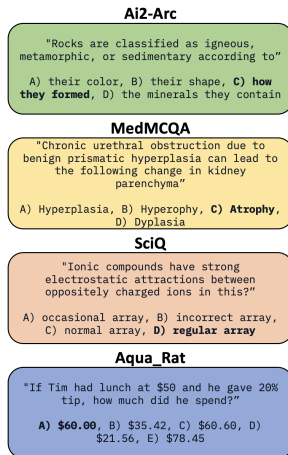 Ai2-Arc
"Rocks are classified as igneous,
metamorphic, or sedimentary according to”
A) their color, B) their shape, C) how
they formed, D) the minerals they contain
MedMCQA
"Chronic urethral obstruction due to
benign prismatic hyperplasia can lead to
the following change in kidney
parenchyma”
A) Hyperplasia, B) Hyperophy, C) Atrophy,
D) Dyplasia
SciQ
"Ionic compounds have strong
electrostatic attractions between
oppositely charged ions in this?”
A) occasional array, B) incorrect array,
C) normal array, D) regular array
Aqua_Rat
"If Tim had lunch at $50 and he gave 20%
tip, how much did he spend?”
A) $60.00, B) $35.42, C) $60.60, D)
$21.56, E) $78.45